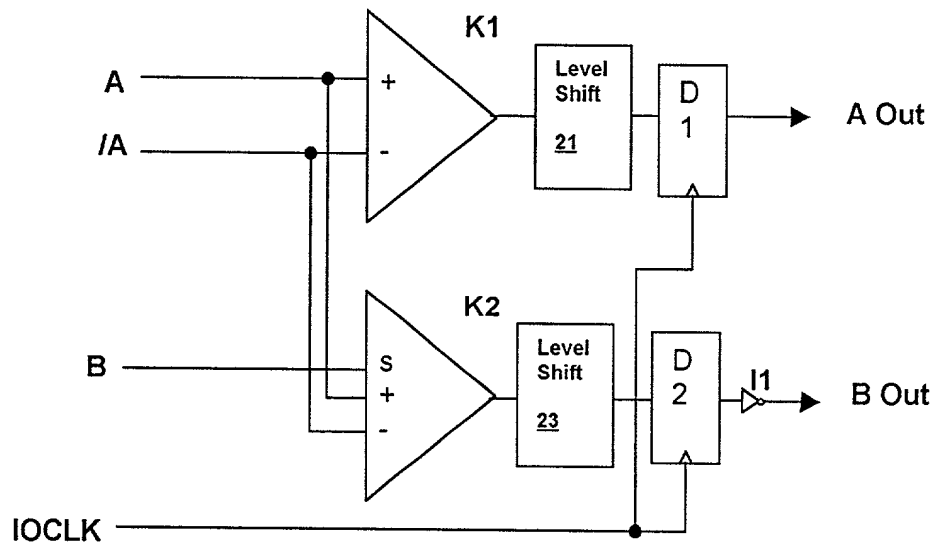 K1
A
+
Level
Shift
21
D
1
A Out
/A
-
K2
B
S
+
-
Level
Shift
23
D
2
I1
B Out
IOCLK